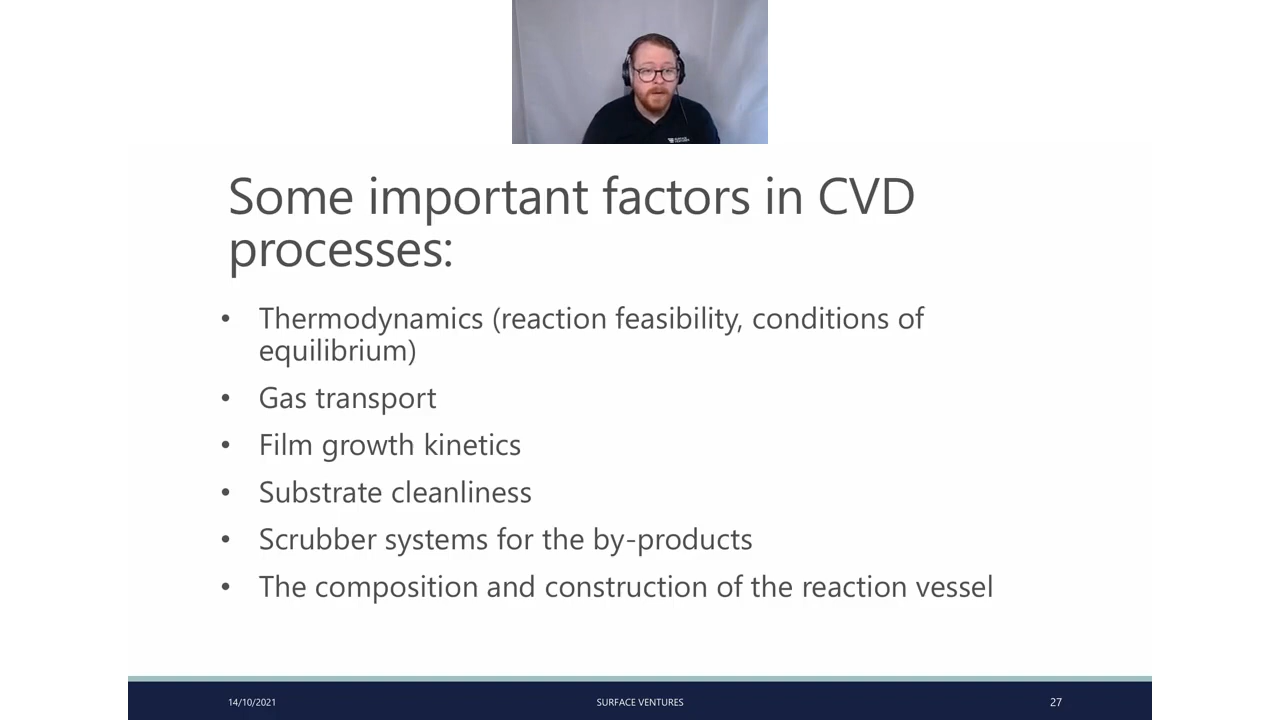 Some important factors in CVD
processes:
• Thermodynamics (reaction feasibility, conditions of
equilibrium)
• Gas transport
• Film growth kinetics
• Substrate cleanliness
• Scrubber systems for the by-products
• The composition and construction of the reaction vessel
14/10/2021
SURFACE VENTURES
27